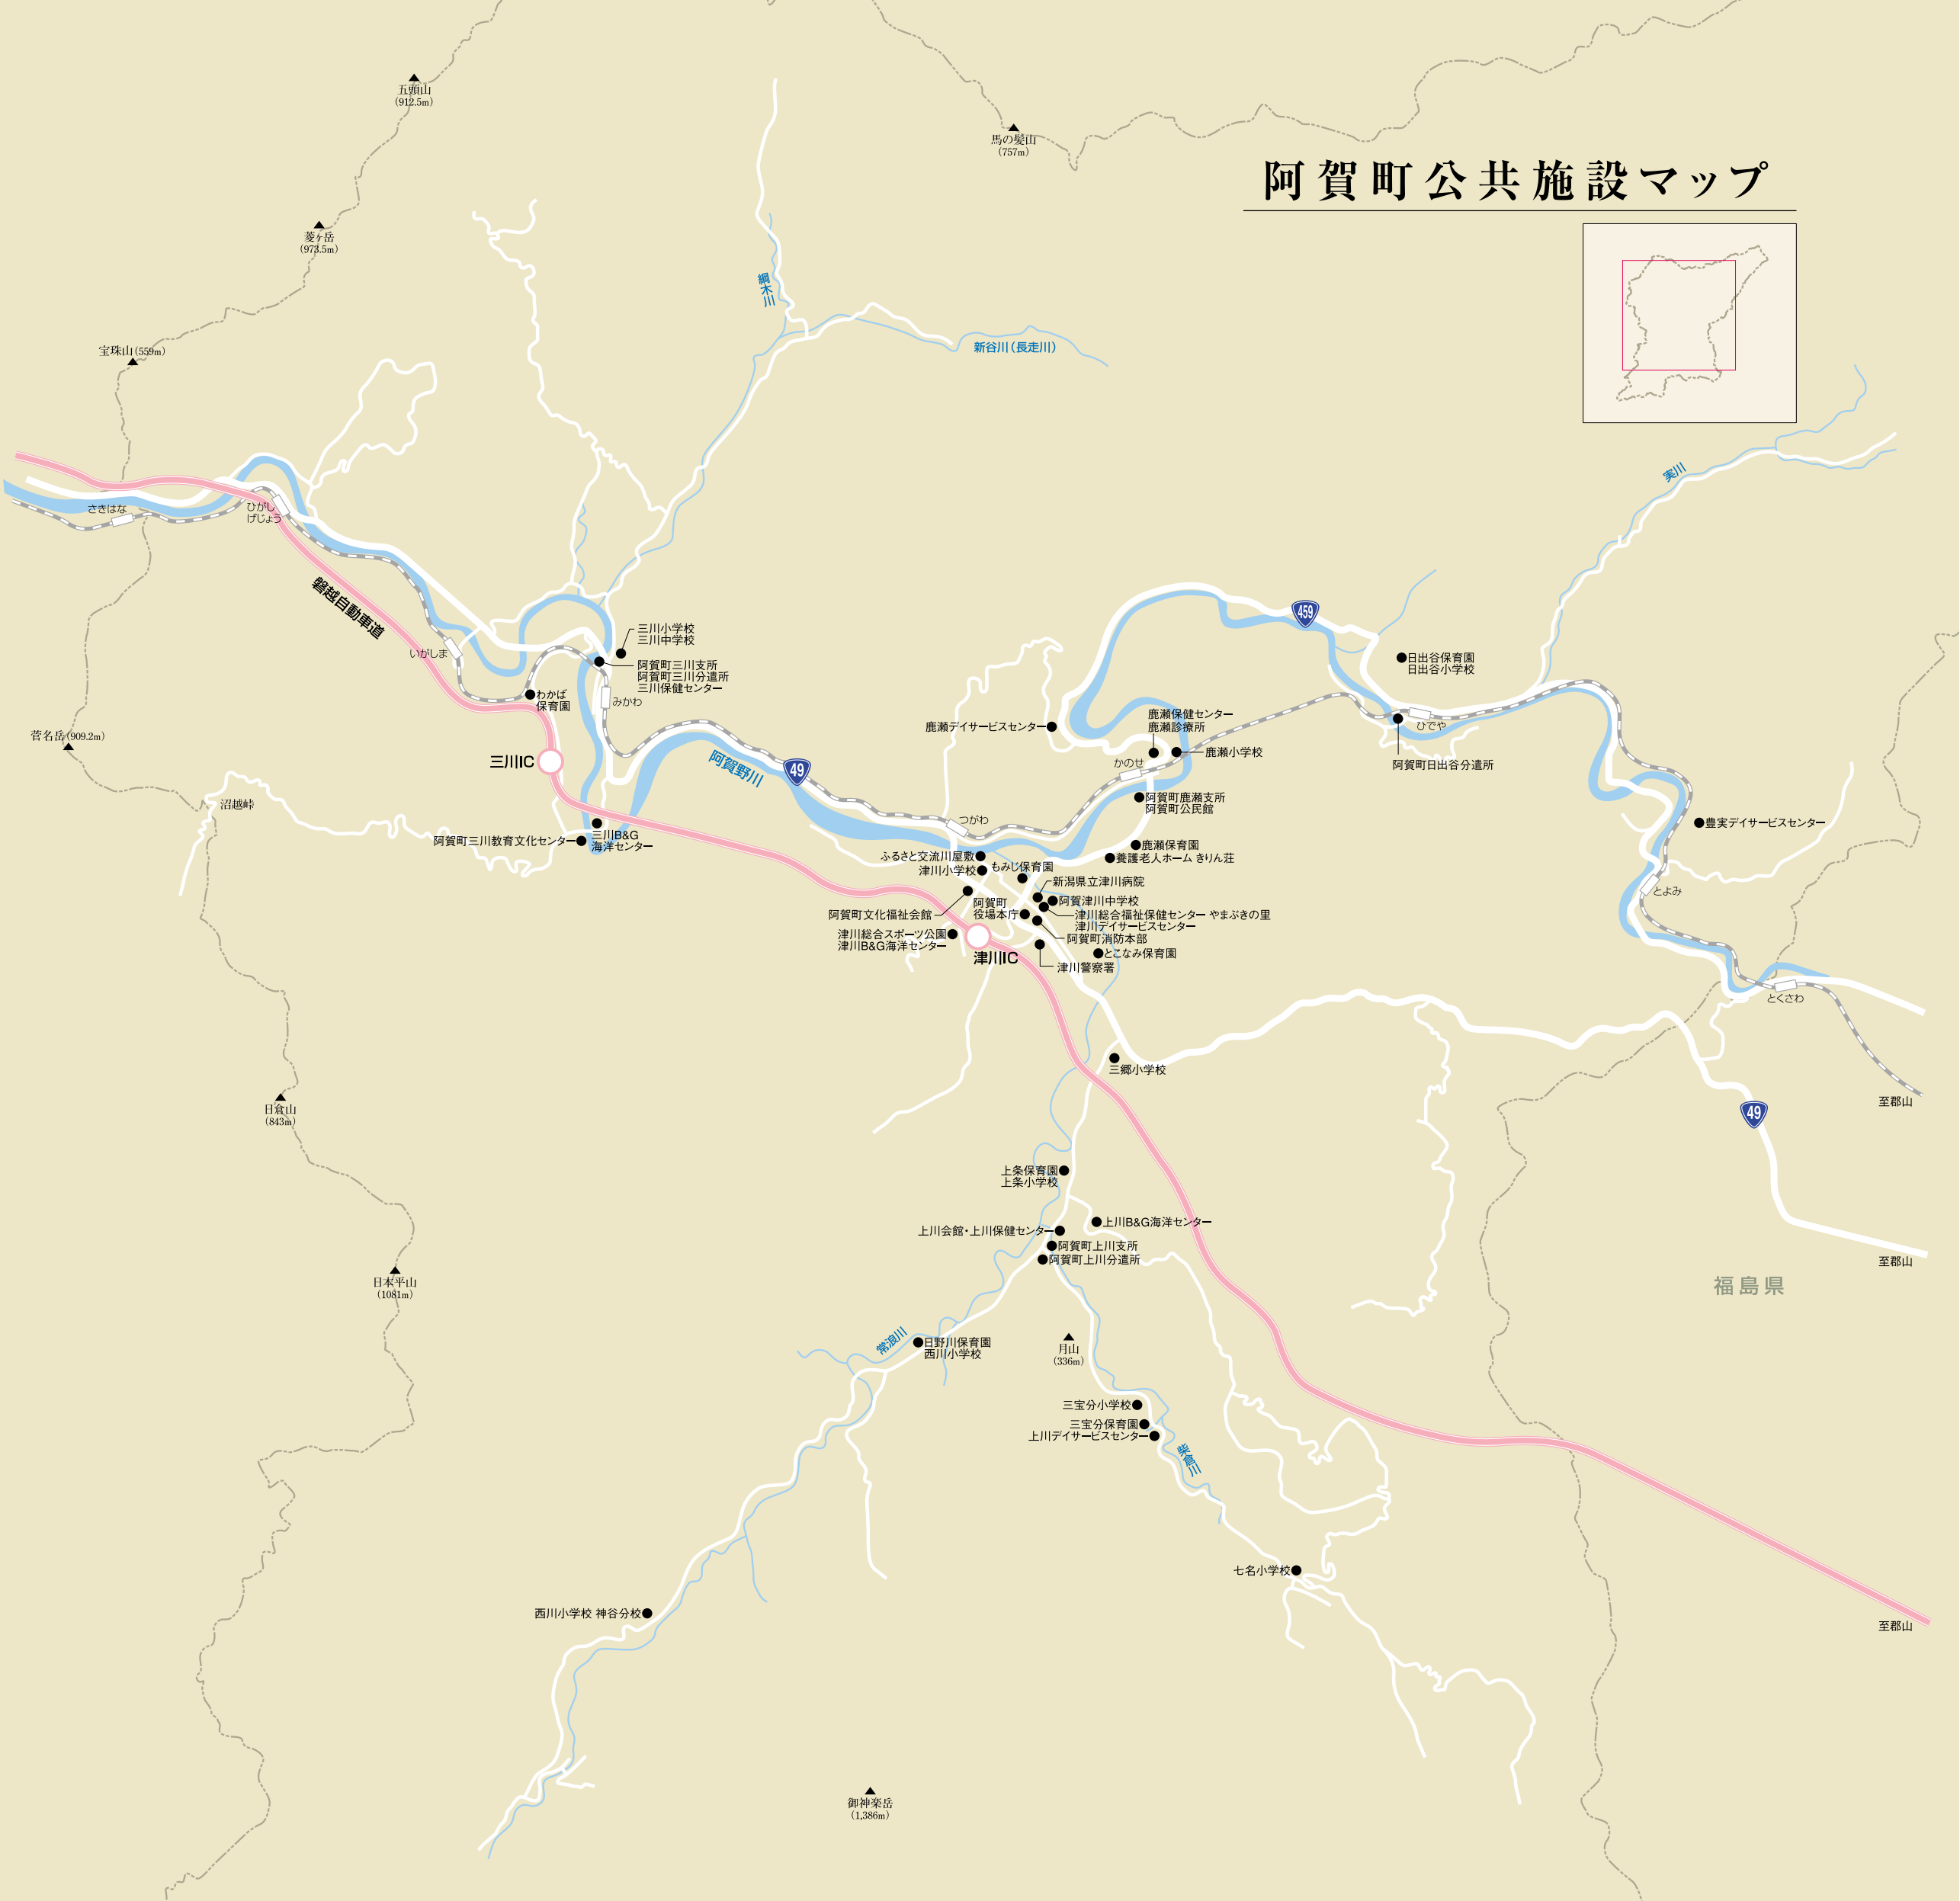 阿賀町公共施設マップ
五頭山
(912.5m)
馬の髪山
(757m)
菱ヶ岳
(973.5m)
綱木川
新谷川(長走川)
宝珠山(559m)
実川
さきはな
ひがし
げじょう
磐越自動車道
459
三川小学校
三川中学校
いがしま
阿賀町三川支所
阿賀町三川分遣所
三川保健センター
日出谷保育園
日出谷小学校
わかば
保育園
みかわ
鹿瀬デイサービスセンター
鹿瀬保健センター
鹿瀬診療所
ひでや
菅名岳(909.2m)
鹿瀬小学校
三川IC
阿賀野川
49
かのせ
阿賀町日出谷分遣所
沼越峠
阿賀町鹿瀬支所
阿賀町公民館
つがわ
豊実デイサービスセンター
阿賀町三川教育文化センター
三川B&G
海洋センター
鹿瀬保育園
ふるさと交流川屋敷
養護老人ホーム きりん荘
津川小学校
もみじ保育園
新潟県立津川病院
とよみ
阿賀町
役場本庁
阿賀津川中学校
阿賀町文化福祉会館
津川総合福祉保健センター やまぶきの里
津川デイサービスセンター
津川総合スポーツ公園
津川B&G海洋センター
阿賀町消防本部
とこなみ保育園
津川IC
津川警察署
とくさわ
三郷小学校
日倉山
(843m)
至郡山
49
上条保育園
上条小学校
上川B&G海洋センター
上川会館・上川保健センター
阿賀町上川支所
阿賀町上川分遣所
至郡山
日本平山
(1081m)
福島県
常浪川
日野川保育園
西川小学校
月山
(336m)
三宝分小学校
三宝分保育園
上川デイサービスセンター
柴倉川
七名小学校
西川小学校 神谷分校
至郡山
御神楽岳
(1,386m)